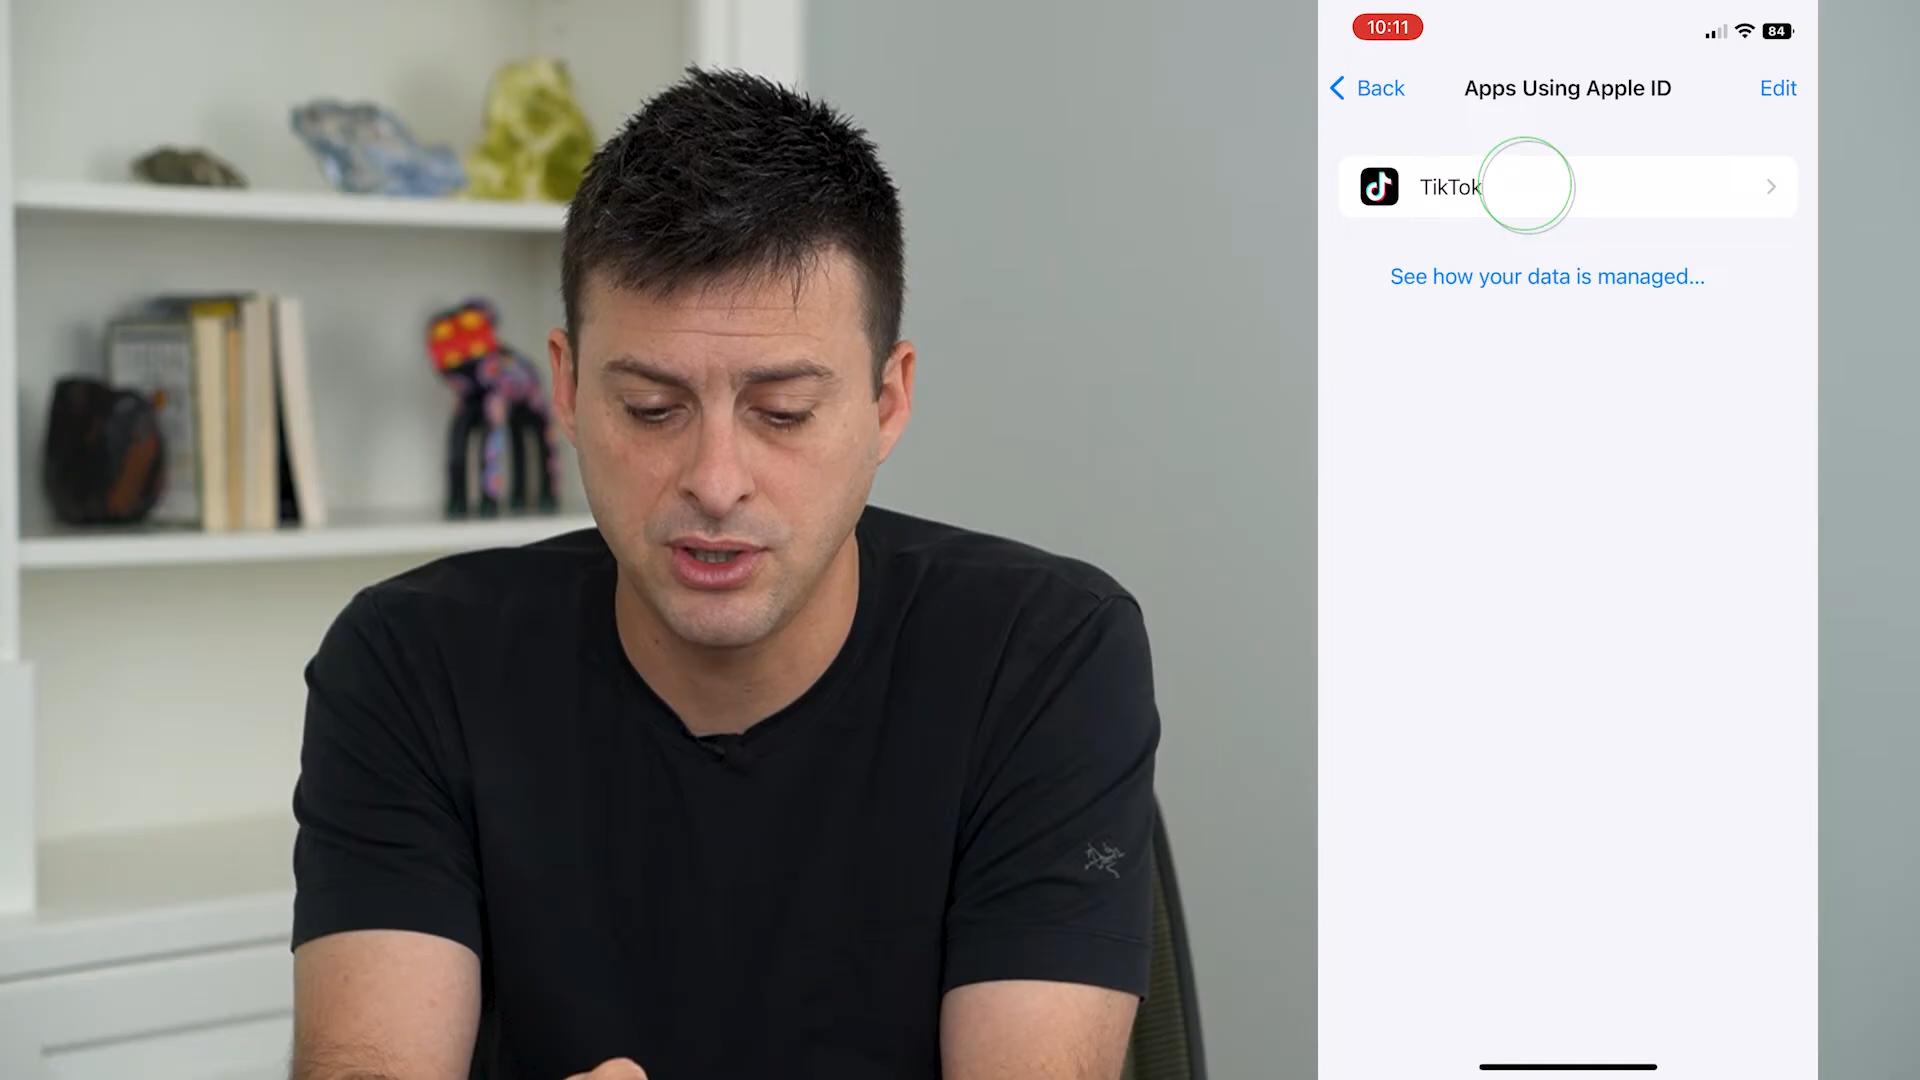 10:11
84
Back
Apps Using Apple ID
Edit
TikTok
See how your data is managed...